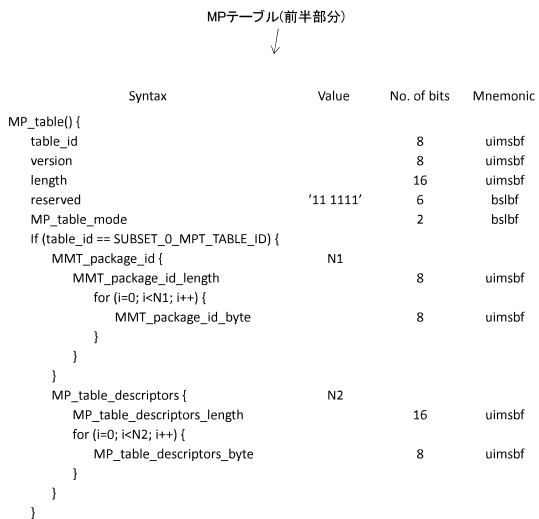 MPテーブル(前半部分)
Syntax Value No. of bits Mnemonic
MP_table() {
table_id 8 uimsbf
version 8 uimsbf
length 16 uimsbf
reserved '11 1111' 6 bslbf
MP_table_mode 2 bslbf
If (table_id == SUBSET_0_MPT_TABLE_ID) {
MMT_package_id { N1
MMT_package_id_length 8 uimsbf
for (i=0; i<N1; i++) {
MMT_package_id_byte 8 uimsbf
}
}
}
MP_table_descriptors { N2
MP_table_descriptors_length 16 uimsbf
for (i=0; i<N2; i++) {
MP_table_descriptors_byte 8 uimsbf
}
}
}